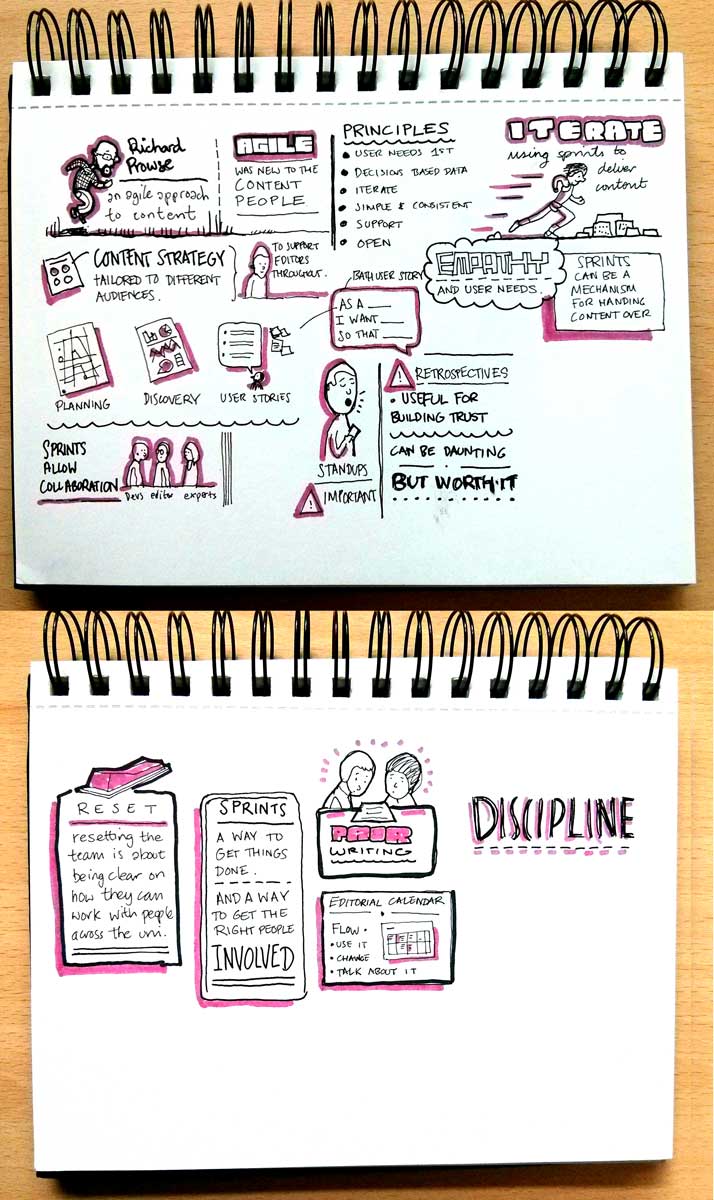 Richard
Prowse
an agile approach
to content
AGILE
WAS NEW TO THE
CONTENT
PEOPLE
PRINCIPLES
• USER NEEDS 1ST
• DECISIONS BASED DATA
• ITERATE
• SIMPLE & CONSISTENT
• SUPPORT
• OPEN
ITERATE
using sprints to
deliver
content
CONTENT STRATEGY
TAILORED TO DIFFERENT
AUDIENCES.
TO SUPPORT
EDITORS
THROUGHOUT.
EMPATHY
AND USER NEEDS.
SPRINTS
CAN BE A
MECHANISM
FOR HANDING
CONTENT OVER
BATH USER STORY
AS A ___
I WANT ___
SO THAT ___
PLANNING
DISCOVERY
USER STORIES
SPRINTS
ALLOW
COLLABORATION
Devs editor experts
STANDUPS
! IMPORTANT
! RETROSPECTIVES
• USEFUL FOR
BUILDING TRUST
CAN BE DAUNTING
BUT WORTH IT
RESET
resetting the
team is about
being clear on
how they can
work with people
across the uni.
SPRINTS
A WAY TO
GET THINGS
DONE.
AND A WAY
TO GET THE
RIGHT PEOPLE
INVOLVED
PAIR
WRITING
EDITORIAL CALENDAR
FLOW •
• USE IT
• CHANGE
• TALK ABOUT IT
DISCIPLINE